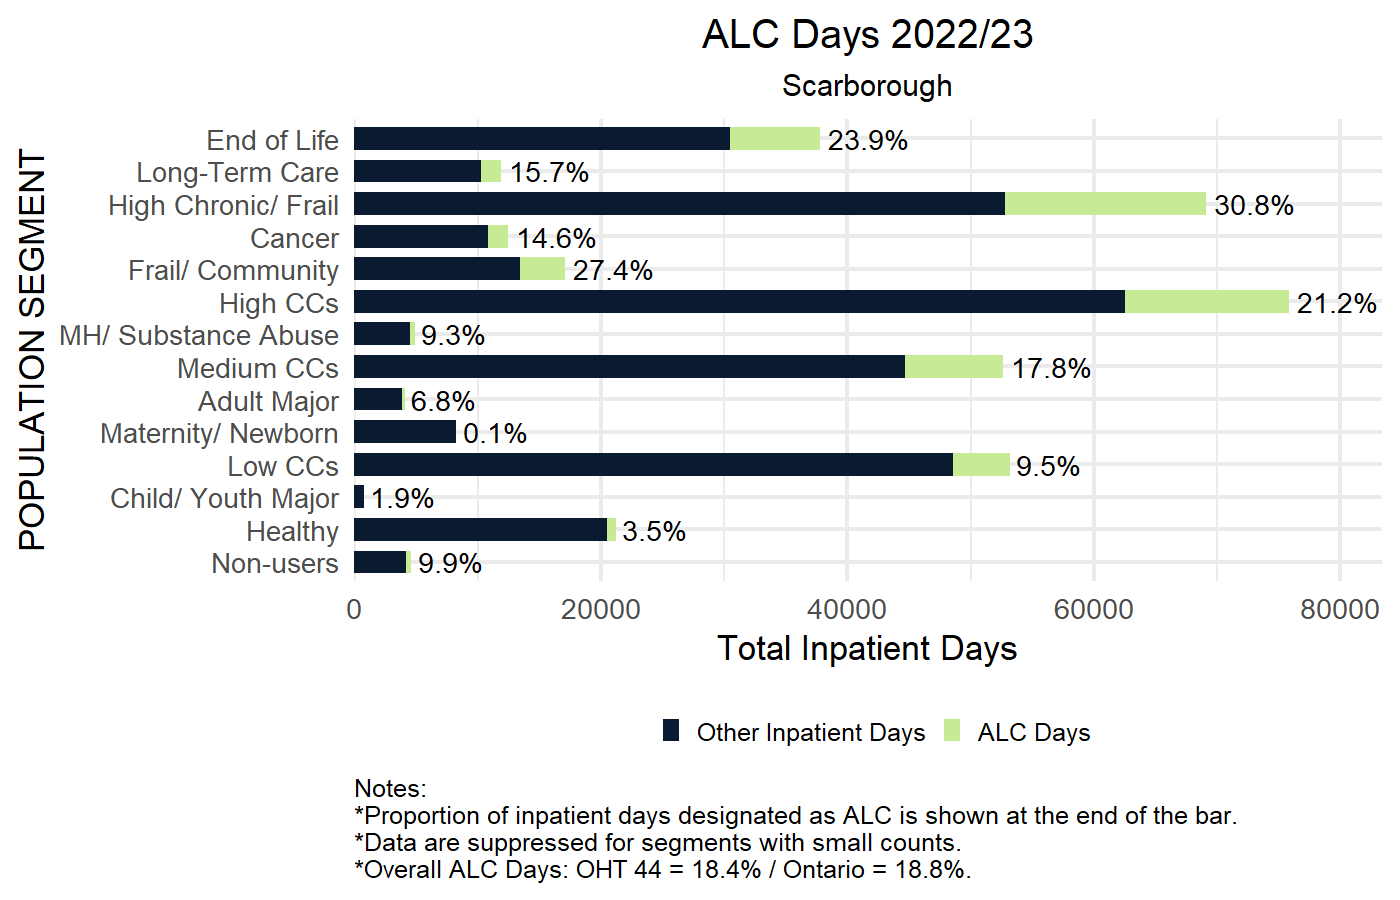 ALC Days 2022/23
Scarborough
POPULATION SEGMENT
End of Life 23.9%
Long-Term Care 15.7%
High Chronic/ Frail 30.8%
Cancer 14.6%
Frail/ Community 27.4%
High CCs 21.2%
MH/ Substance Abuse 9.3%
Medium CCs 17.8%
Adult Major 6.8%
Maternity/ Newborn 0.1%
Low CCs 9.5%
Child/ Youth Major 1.9%
Healthy 3.5%
Non-users 9.9%
0 20000 40000 60000 80000
Total Inpatient Days
Other Inpatient Days ALC Days
Notes:
*Proportion of inpatient days designated as ALC is shown at the end of the bar.
*Data are suppressed for segments with small counts.
*Overall ALC Days: OHT 44 = 18.4% / Ontario = 18.8%.